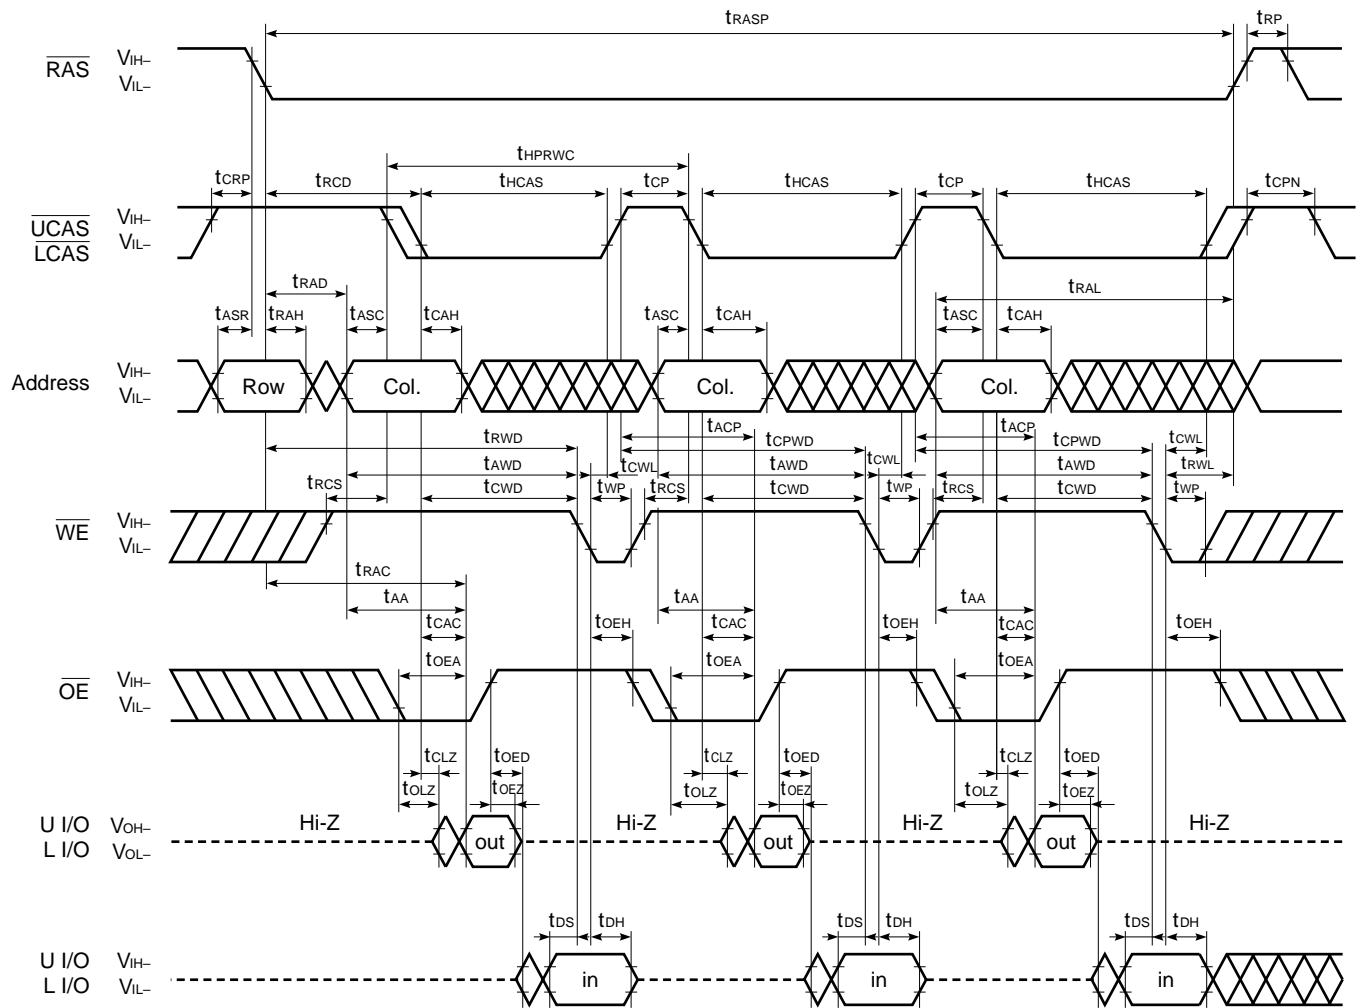 tRASP tRP
RAS VIH–
VIL–
tHPRWC
tCRP tRCD tHCAS tCP tHCAS tCP tHCAS tCPN
UCAS VIH–
LCAS VIL–
tRAD tRAL
tASR tRAH tASC tCAH tASC tCAH tASC tCAH
Address VIH–
VIL–
Row Col. Col. Col.
tACP tACP
tRWD tCPWD tCPWD tCWL
tAWD tCWL tAWD tCWL tAWD tRWL
tRCS tCWD tWP tRCS tCWD tWP tRCS tCWD tWP
WE VIH–
VIL–
tRAC
tAA tAA tAA
tCAC tOEH tCAC tOEH tCAC tOEH
tOEA tOEA tOEA
OE VIH–
VIL–
tCLZ tOED tCLZ tOED tCLZ tOED
tOLZ tOEZ tOLZ tOEZ tOLZ tOEZ
Hi-Z Hi-Z Hi-Z Hi-Z
U I/O VOH–
L I/O VOL–
out out out
tDS tDH tDS tDH tDS tDH
U I/O VIH–
L I/O VIL–
in in in